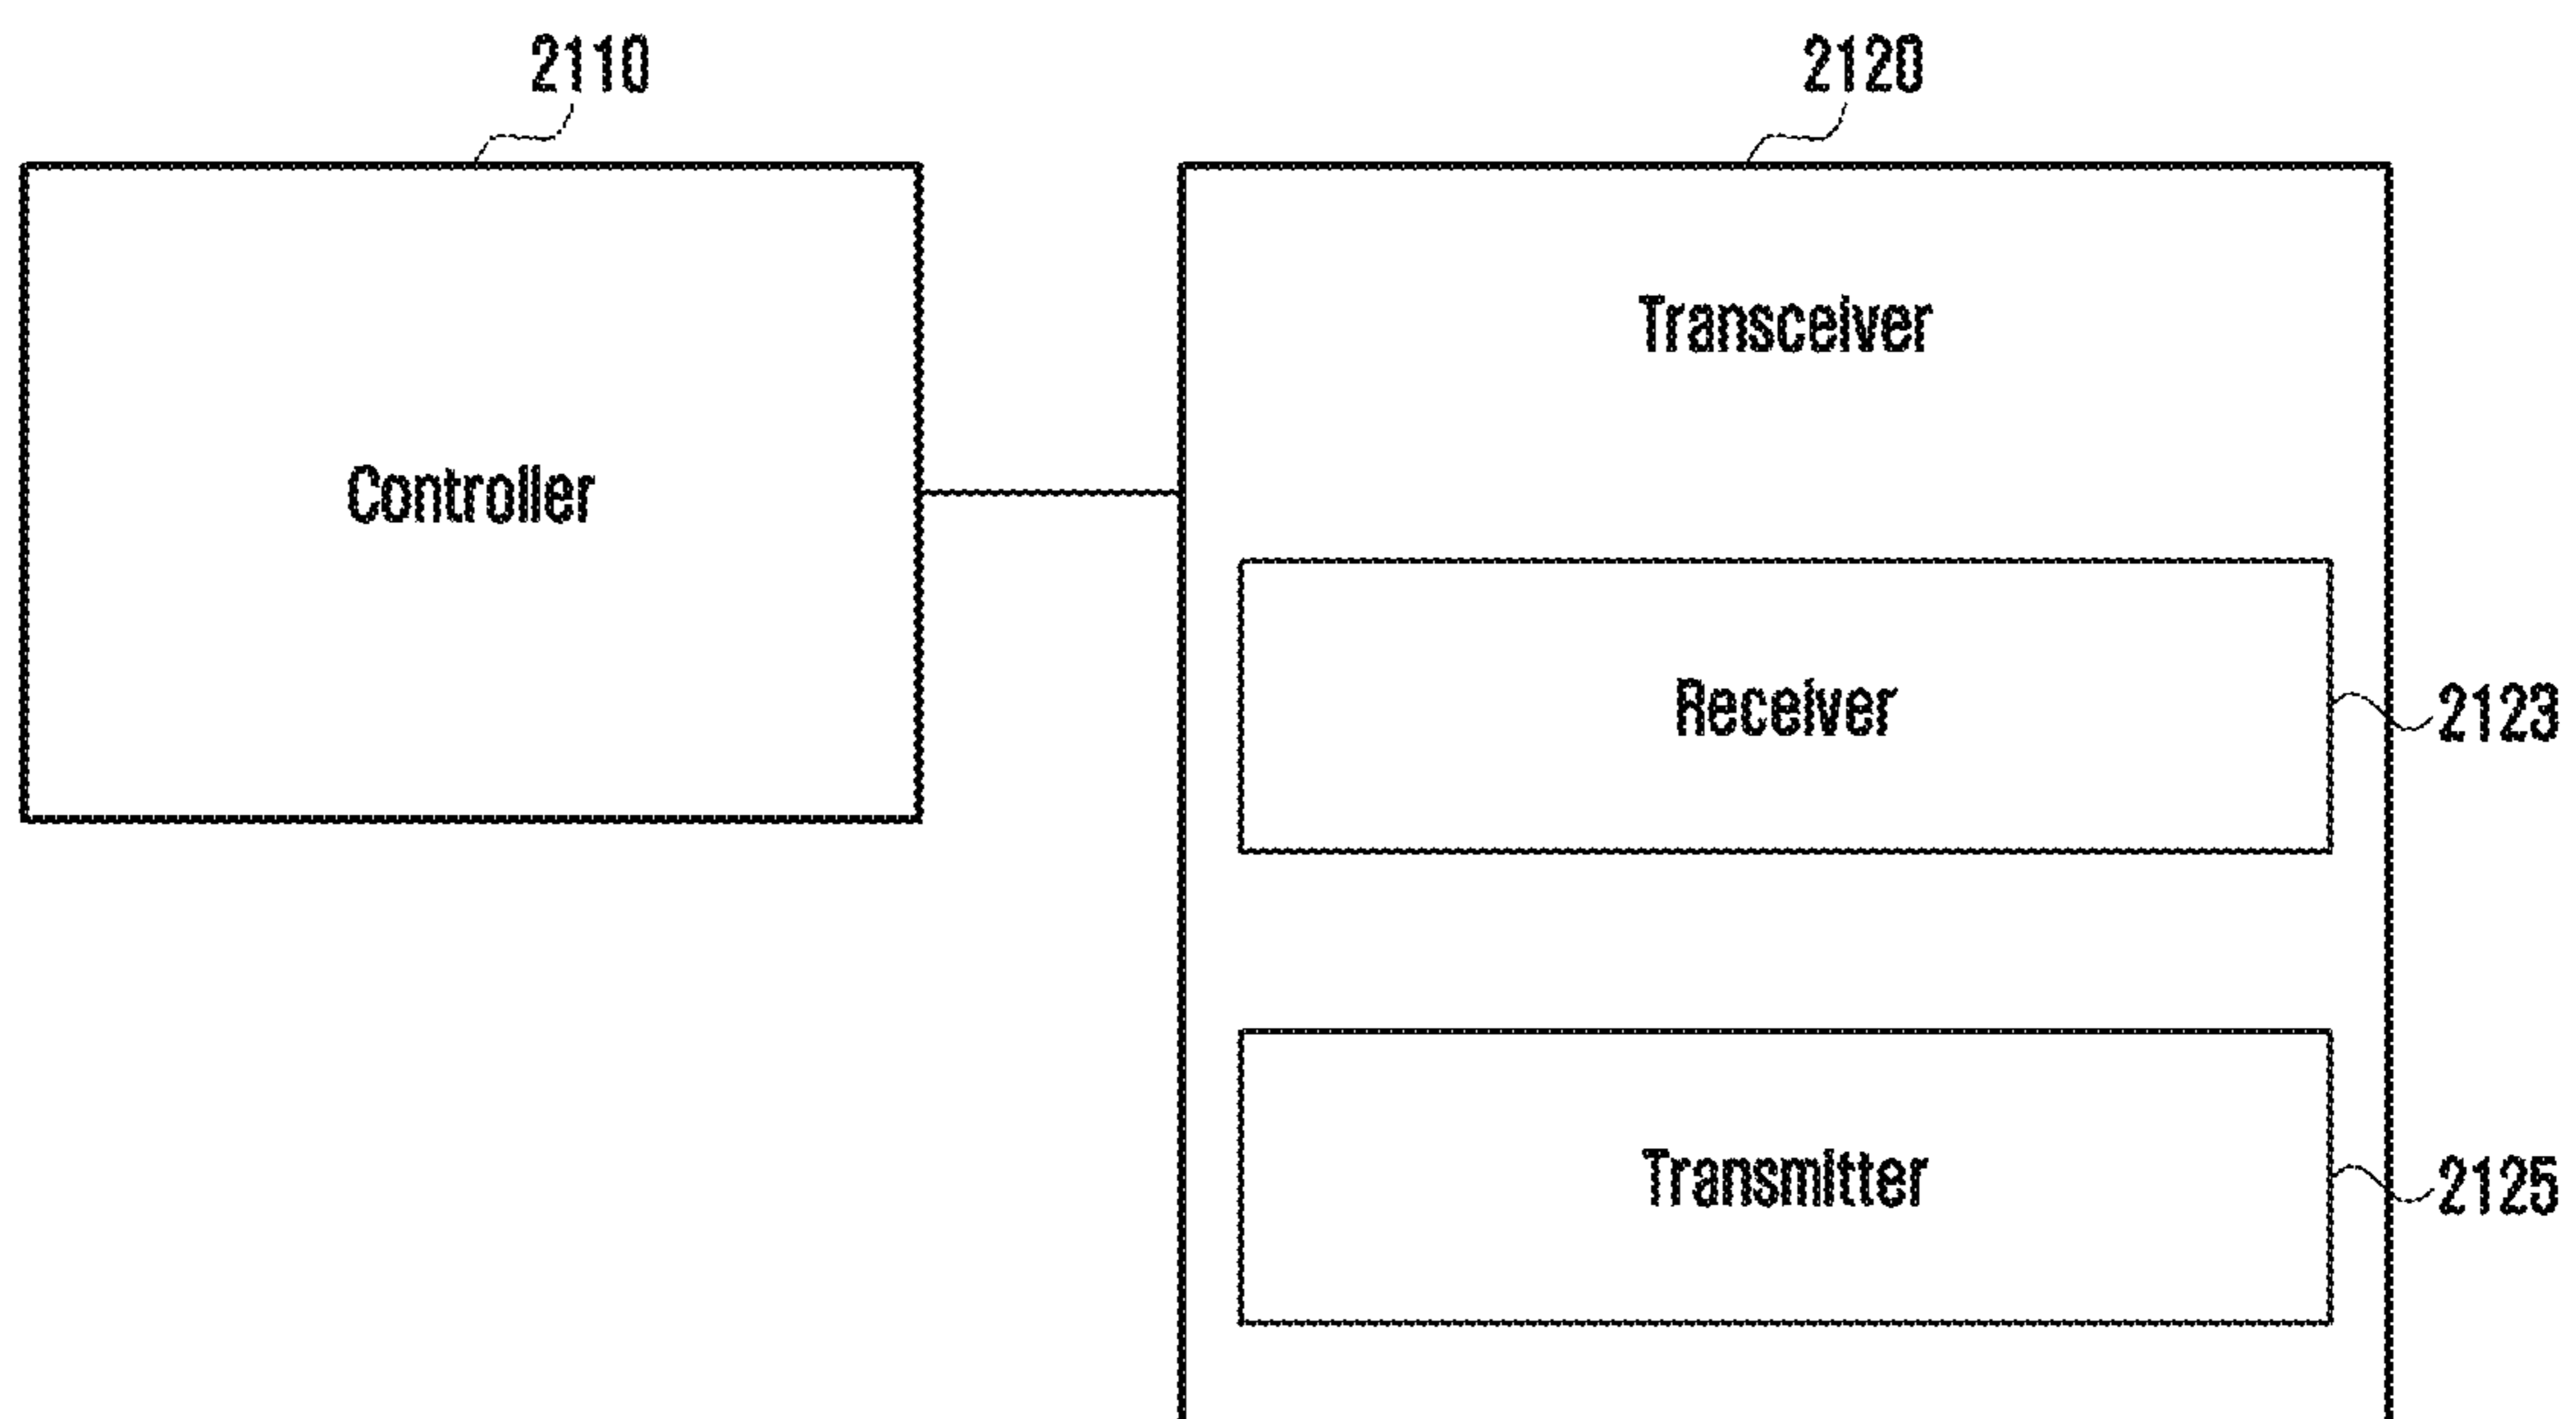 2110
2120
Transceiver
Controller
Receiver
2123
Transmitter
2125